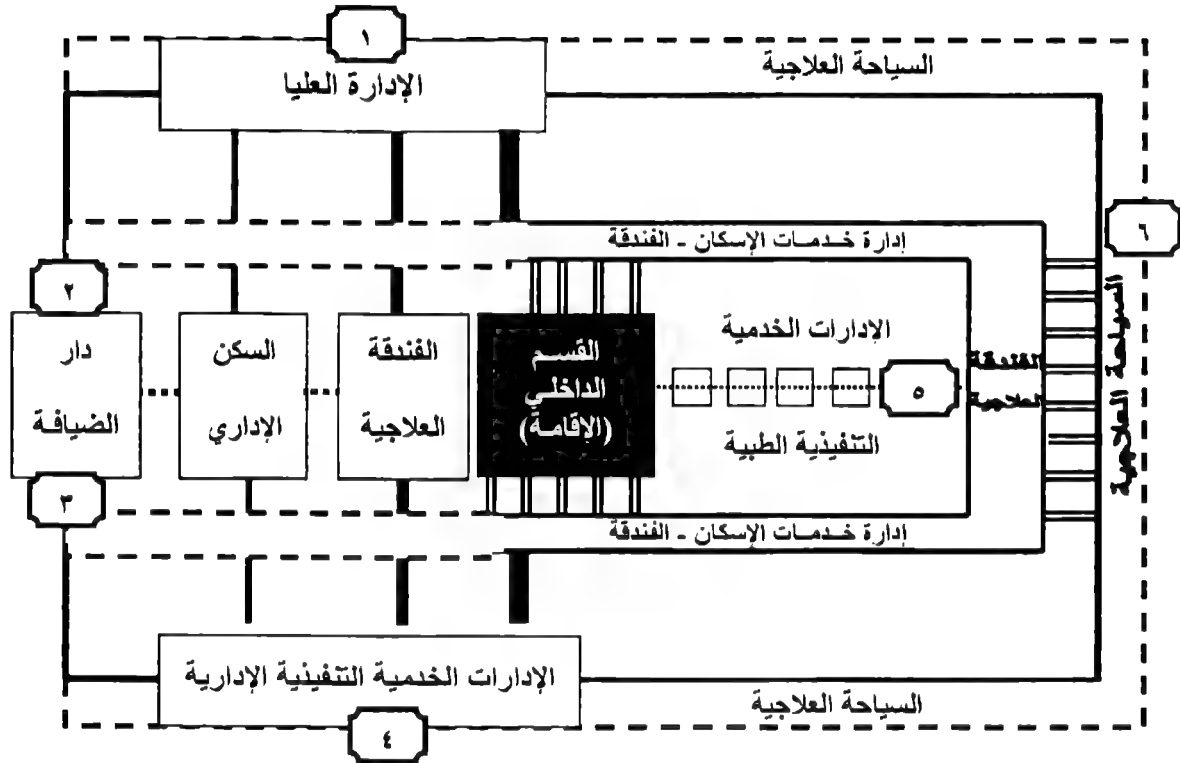 ١
السياحة العلاجية
الإدارة العليا
٦
إدارة خدمات الإسكان - الفندقة
السياحة العلاجية
٢
دار
الضيافة
٣
السكن
الإداري
الفندقة
العلاجية
القسم
الداخلي
(الإقامة)
الإدارات الخدمية
٥
التنفيذية الطبية
الفندقة
العلاجية
إدارة خدمات الإسكان - الفندقة
الإدارات الخدمية التنفيذية الإدارية
السياحة العلاجية
٤